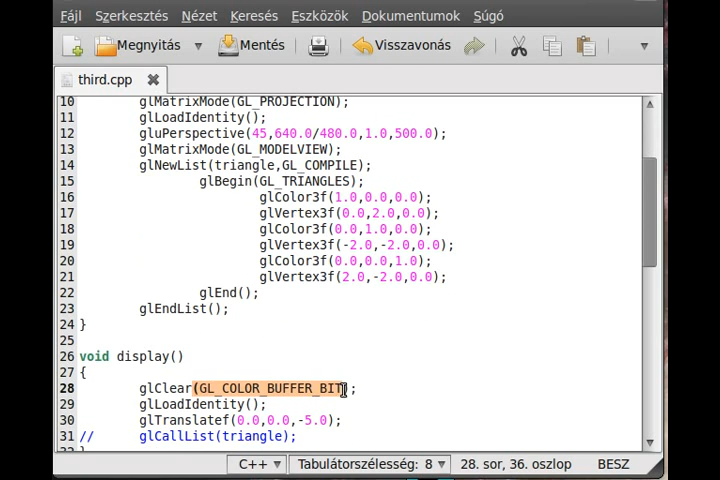 Fájl Szerkesztés Nézet Keresés Eszközök Dokumentumok Súgó
Megnyitás Mentés Visszavonás
third.cpp
10 glMatrixMode(GL_PROJECTION);
11 glLoadIdentity();
12 gluPerspective(45,640.0/480.0,1.0,500.0);
13 glMatrixMode(GL_MODELVIEW);
14 glNewList(triangle,GL_COMPILE);
15 glBegin(GL_TRIANGLES);
16 glColor3f(1.0,0.0,0.0);
17 glVertex3f(0.0,2.0,0.0);
18 glColor3f(0.0,1.0,0.0);
19 glVertex3f(-2.0,-2.0,0.0);
20 glColor3f(0.0,0.0,1.0);
21 glVertex3f(2.0,-2.0,0.0);
22 glEnd();
23 glEndList();
24 }
25
26 void display()
27 {
28 glClear(GL_COLOR_BUFFER_BIT);
29 glLoadIdentity();
30 glTranslatef(0.0,0.0,-5.0);
31 // glCallList(triangle);
C++ Tabulátorszélesség: 8 28. sor, 36. oszlop BESZ